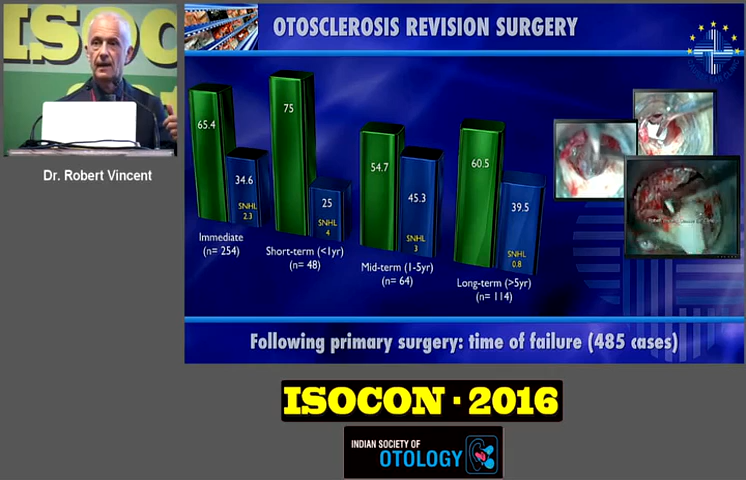 ISOCO
Dr. Robert Vincent
OTOSCLEROSIS REVISION SURGERY
65.4
34.6
SNHL
2.3
Immediate
(n= 254)
75
25
SNHL
4
Short-term (<1yr)
(n= 48)
54.7
45.3
SNHL
3
Mid-term (1-5yr)
(n= 64)
60.5
39.5
SNHL
0.8
Long-term (>5yr)
(n= 114)
Following primary surgery: time of failure (485 cases)
ISOCON · 2016
INDIAN SOCIETY OF
OTOLOGY